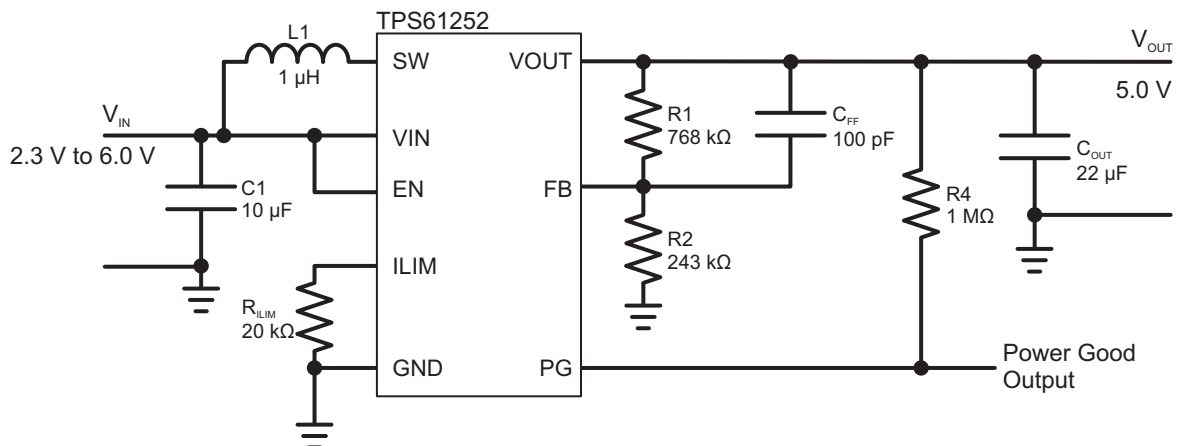 TPS61252
L1
1 µH
SW
VOUT
V_OUT
5.0 V
V_IN
2.3 V to 6.0 V
VIN
R1
768 kΩ
C_FF
100 pF
C1
10 µF
EN
FB
C_OUT
22 µF
R4
1 MΩ
R2
243 kΩ
ILIM
R_ILIM
20 kΩ
GND
PG
Power Good
Output